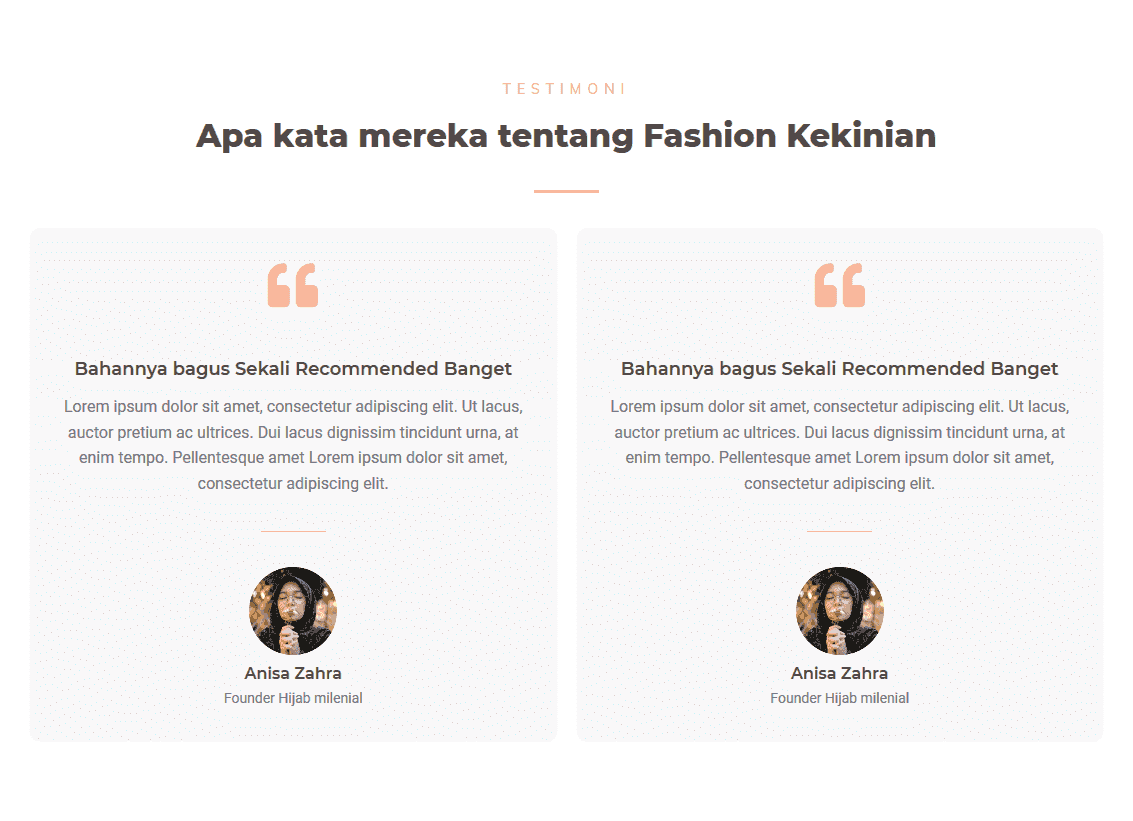 TESTIMONI
Apa kata mereka tentang Fashion Kekinian
Bahannya bagus Sekali Recommended Banget
Lorem ipsum dolor sit amet, consectetur adipiscing elit. Ut lacus,
auctor pretium ac ultrices. Dui lacus dignissim tincidunt urna, at
enim tempo. Pellentesque amet Lorem ipsum dolor sit amet,
consectetur adipiscing elit.
Anisa Zahra
Founder Hijab milenial
Bahannya bagus Sekali Recommended Banget
Lorem ipsum dolor sit amet, consectetur adipiscing elit. Ut lacus,
auctor pretium ac ultrices. Dui lacus dignissim tincidunt urna, at
enim tempo. Pellentesque amet Lorem ipsum dolor sit amet,
consectetur adipiscing elit.
Anisa Zahra
Founder Hijab milenial